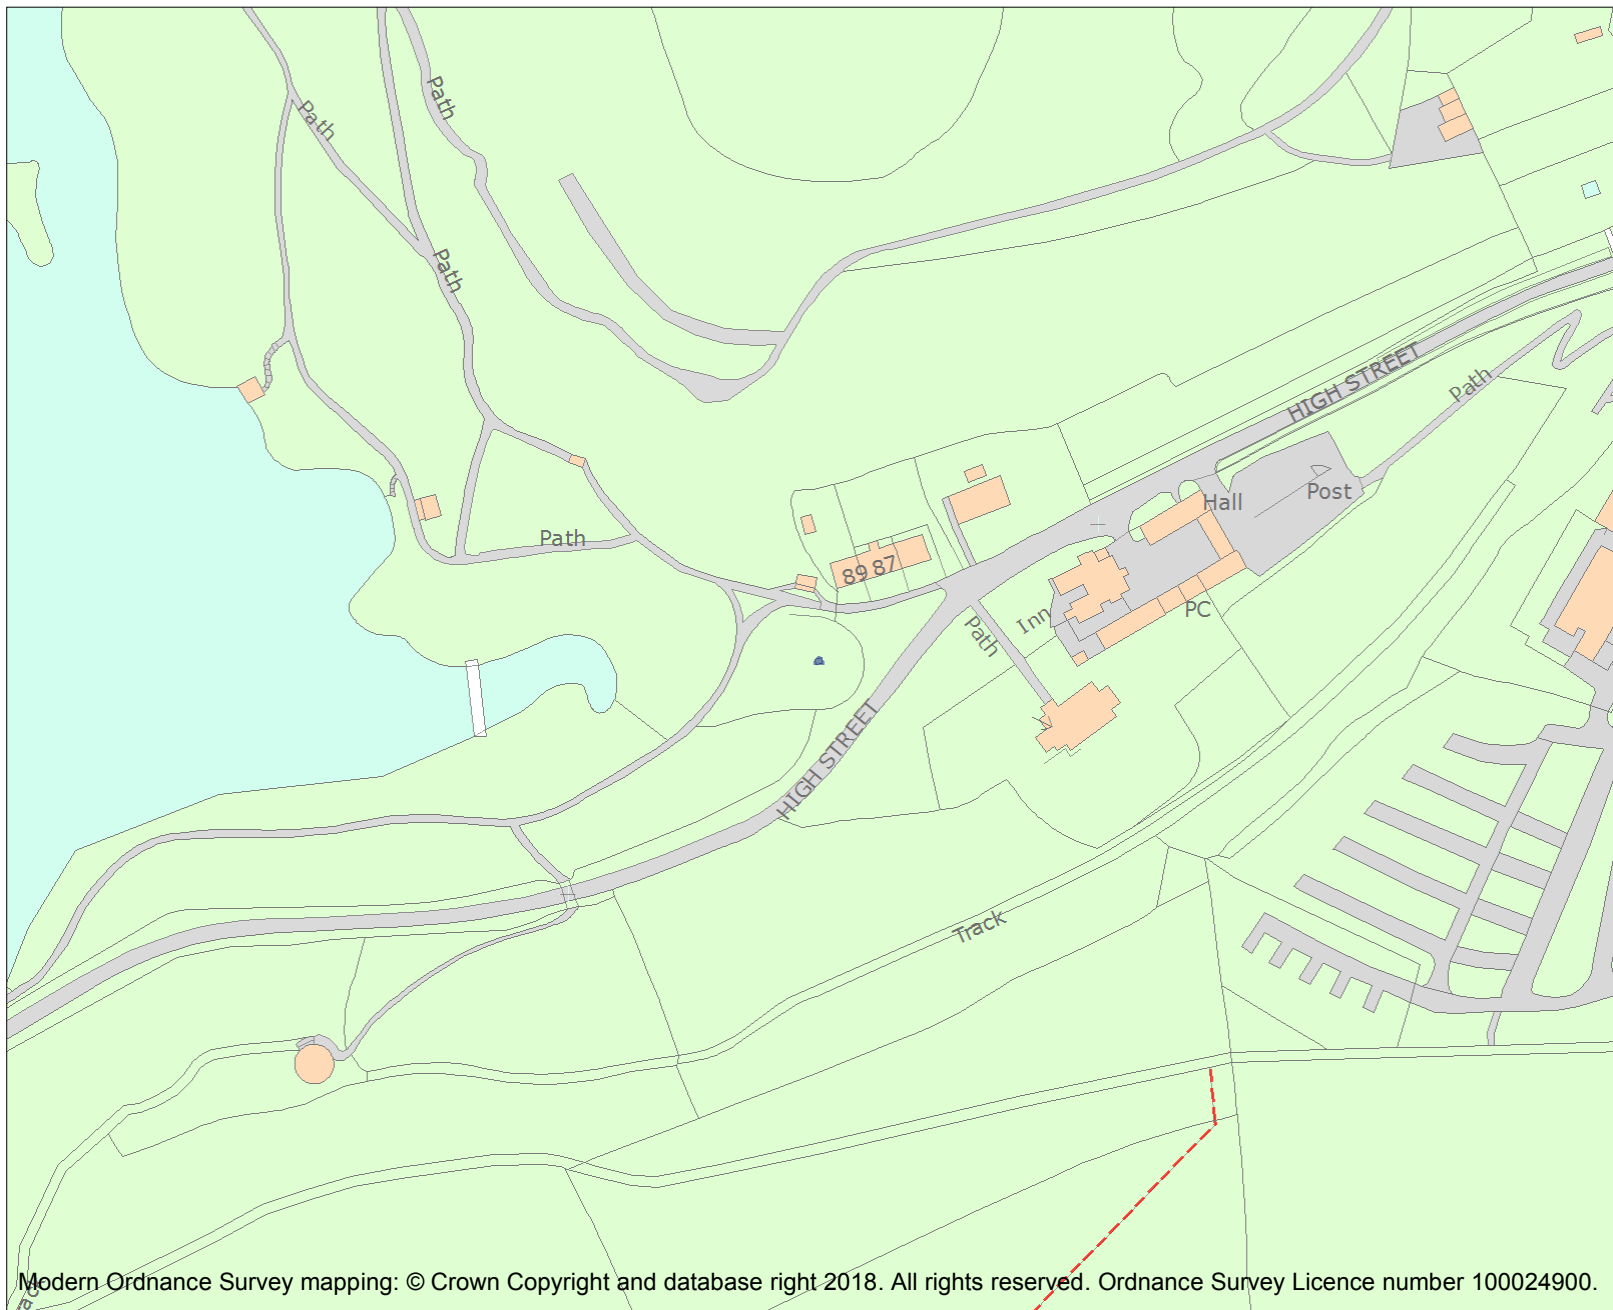 Path
Path
Path
HIGH STREET
Path
Hall
Post
Path
89 87
PC
Inn
Path
HIGH STREET
Track
Modern Ordnance Survey mapping: © Crown Copyright and database right 2018. All rights reserved. Ordnance Survey Licence number 100024900.